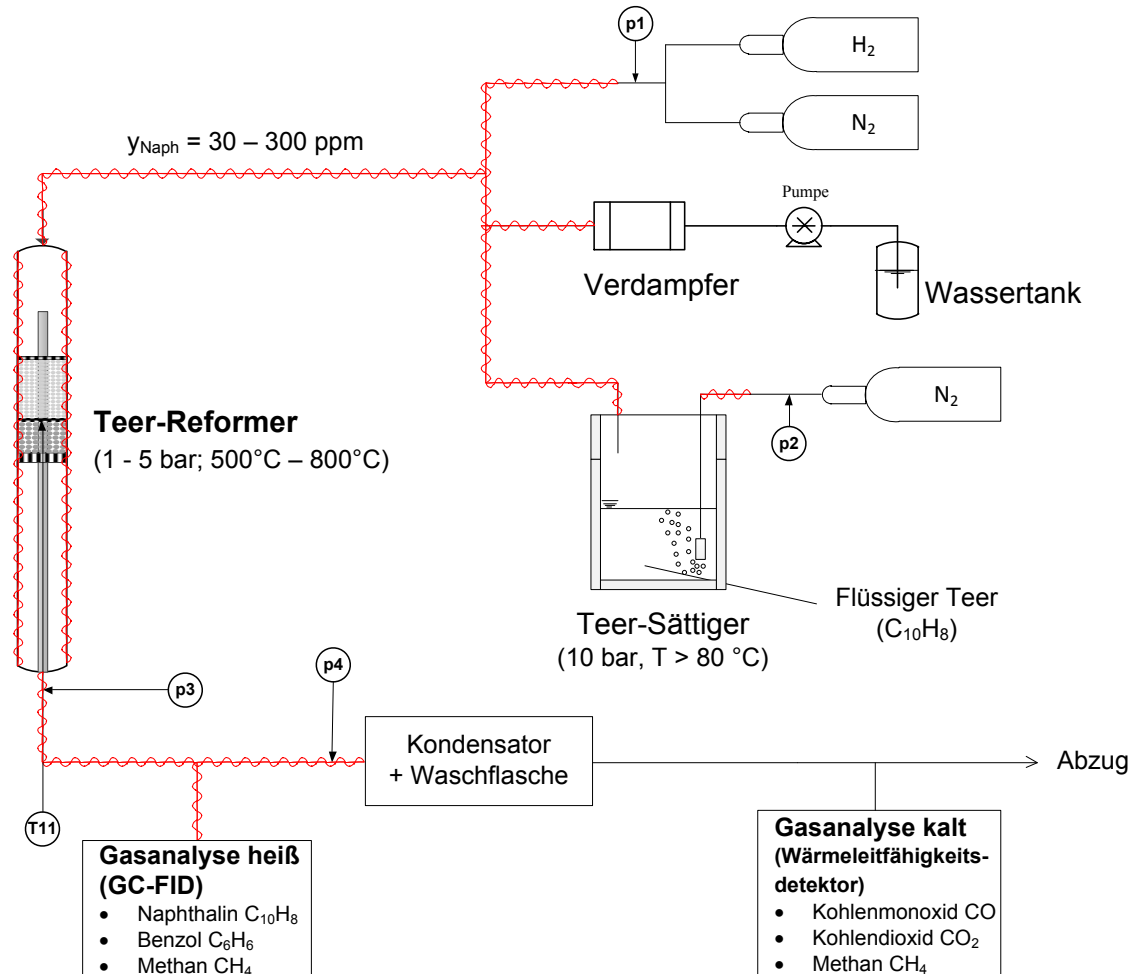 p1
H₂
N₂
yNaph = 30 – 300 ppm
Pumpe
Verdampfer
Wassertank
N₂
p2
Teer-Reformer
(1 - 5 bar; 500°C – 800°C)
Flüssiger Teer
(C₁₀H₈)
Teer-Sättiger
(10 bar, T > 80 °C)
p4
p3
Kondensator
+ Waschflasche
Abzug
T11
Gasanalyse heiß
(GC-FID)
• Naphthalin C₁₀H₈
• Benzol C₆H₆
• Methan CH₄
Gasanalyse kalt
(Wärmeleitfähigkeits-
detektor)
• Kohlenmonoxid CO
• Kohlendioxid CO₂
• Methan CH₄